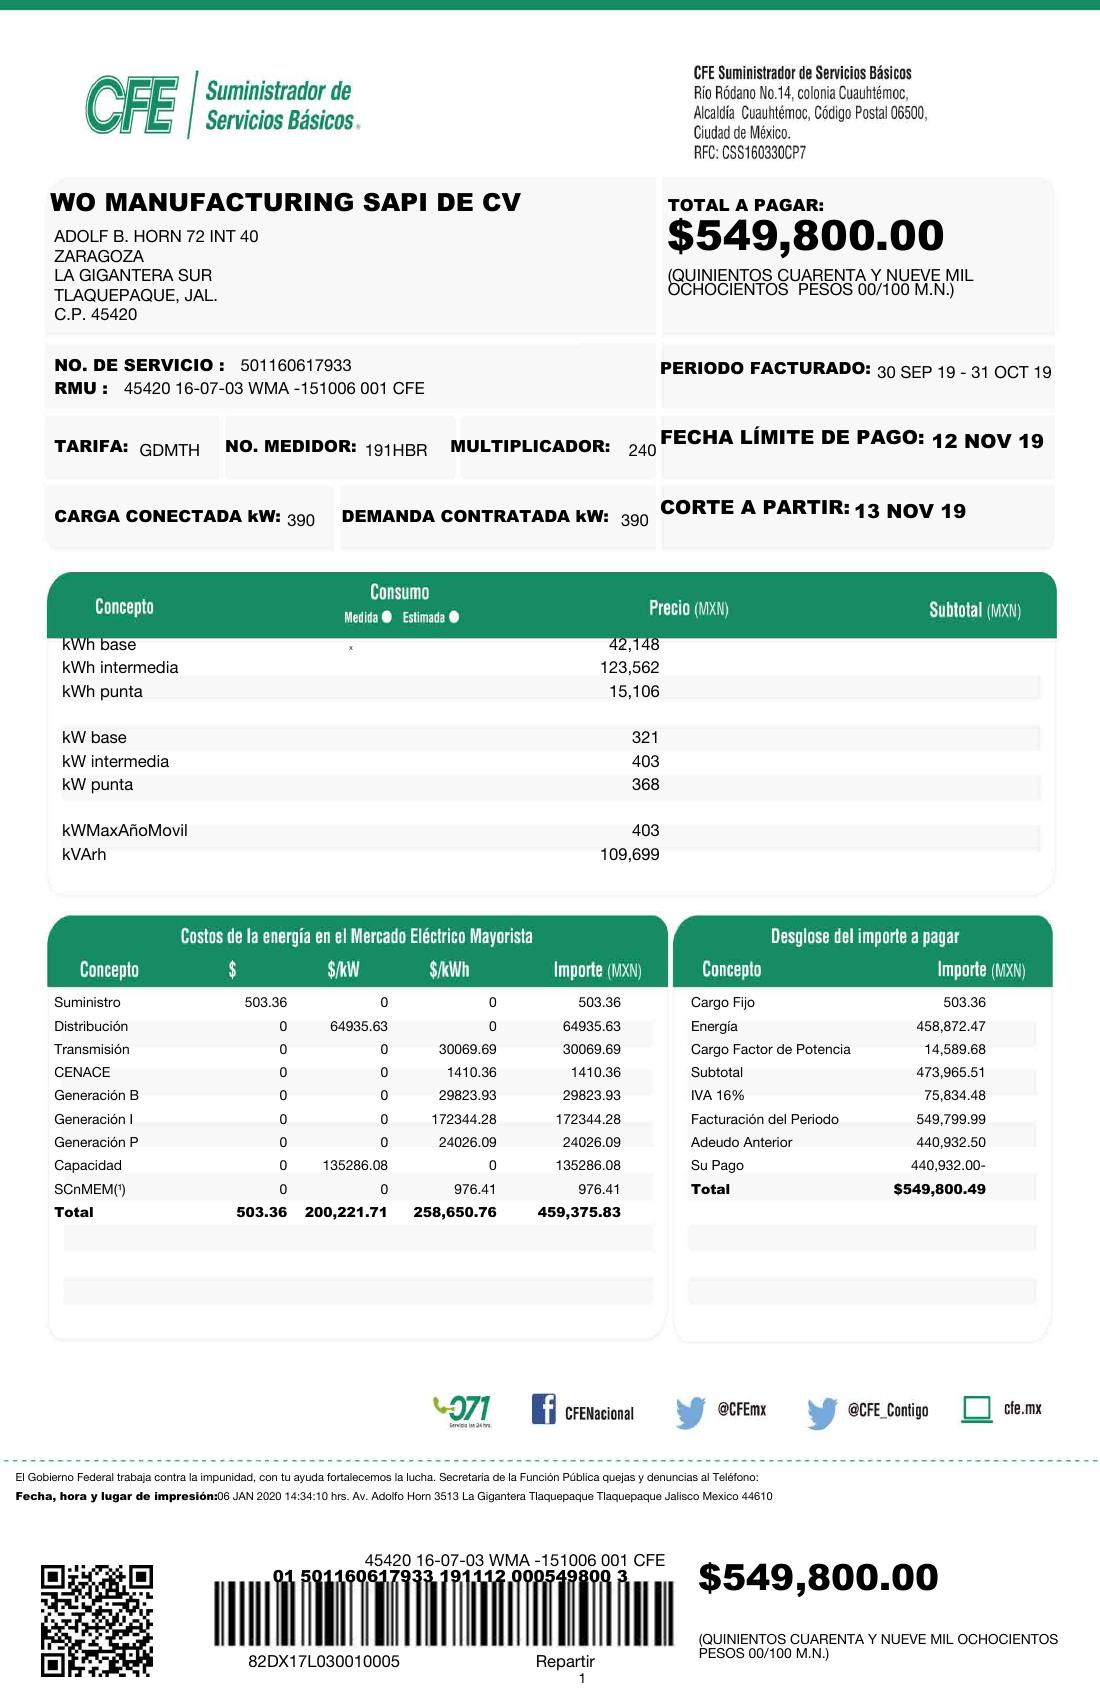 CFE Suministrador de
Servicios Básicos®
CFE Suministrador de Servicios Básicos
Río Ródano No.14, colonia Cuauhtémoc,
Alcaldía Cuauhtémoc, Código Postal 06500,
Ciudad de México.
RFC: CSS160330CP7
WO MANUFACTURING SAPI DE CV
ADOLF B. HORN 72 INT 40
ZARAGOZA
LA GIGANTERA SUR
TLAQUEPAQUE, JAL.
C.P. 45420
TOTAL A PAGAR:
$549,800.00
(QUINIENTOS CUARENTA Y NUEVE MIL
OCHOCIENTOS PESOS 00/100 M.N.)
NO. DE SERVICIO : 501160617933
RMU : 45420 16-07-03 WMA -151006 001 CFE
PERIODO FACTURADO: 30 SEP 19 - 31 OCT 19
TARIFA: GDMTH NO. MEDIDOR: 191HBR MULTIPLICADOR: 240
FECHA LÍMITE DE PAGO: 12 NOV 19
CARGA CONECTADA kW: 390 DEMANDA CONTRATADA kW: 390
CORTE A PARTIR: 13 NOV 19
Concepto Consumo Precio (MXN) Subtotal (MXN)
Medida Estimada
kWh base x 42,148
kWh intermedia 123,562
kWh punta 15,106
kW base 321
kW intermedia 403
kW punta 368
kWMaxAñoMovil 403
kVArh 109,699
Costos de la energía en el Mercado Eléctrico Mayorista
Concepto $ $/kW $/kWh Importe (MXN)
Suministro 503.36 0 0 503.36
Distribución 0 64935.63 0 64935.63
Transmisión 0 0 30069.69 30069.69
CENACE 0 0 1410.36 1410.36
Generación B 0 0 29823.93 29823.93
Generación I 0 0 172344.28 172344.28
Generación P 0 0 24026.09 24026.09
Capacidad 0 135286.08 0 135286.08
SCnMEM(¹) 0 0 976.41 976.41
Total 503.36 200,221.71 258,650.76 459,375.83
Desglose del importe a pagar
Concepto Importe (MXN)
Cargo Fijo 503.36
Energía 458,872.47
Cargo Factor de Potencia 14,589.68
Subtotal 473,965.51
IVA 16% 75,834.48
Facturación del Periodo 549,799.99
Adeudo Anterior 440,932.50
Su Pago 440,932.00-
Total $549,800.49
071 CFENacional @CFEmx @CFE_Contigo cfe.mx
Servicio las 24 hrs.
El Gobierno Federal trabaja contra la impunidad, con tu ayuda fortalecemos la lucha. Secretaría de la Función Pública quejas y denuncias al Teléfono:
Fecha, hora y lugar de impresión:06 JAN 2020 14:34:10 hrs. Av. Adolfo Horn 3513 La Gigantera Tlaquepaque Tlaquepaque Jalisco Mexico 44610
45420 16-07-03 WMA -151006 001 CFE
01 501160617933 191112 000549800 3
82DX17L030010005 Repartir
1
$549,800.00
(QUINIENTOS CUARENTA Y NUEVE MIL OCHOCIENTOS
PESOS 00/100 M.N.)